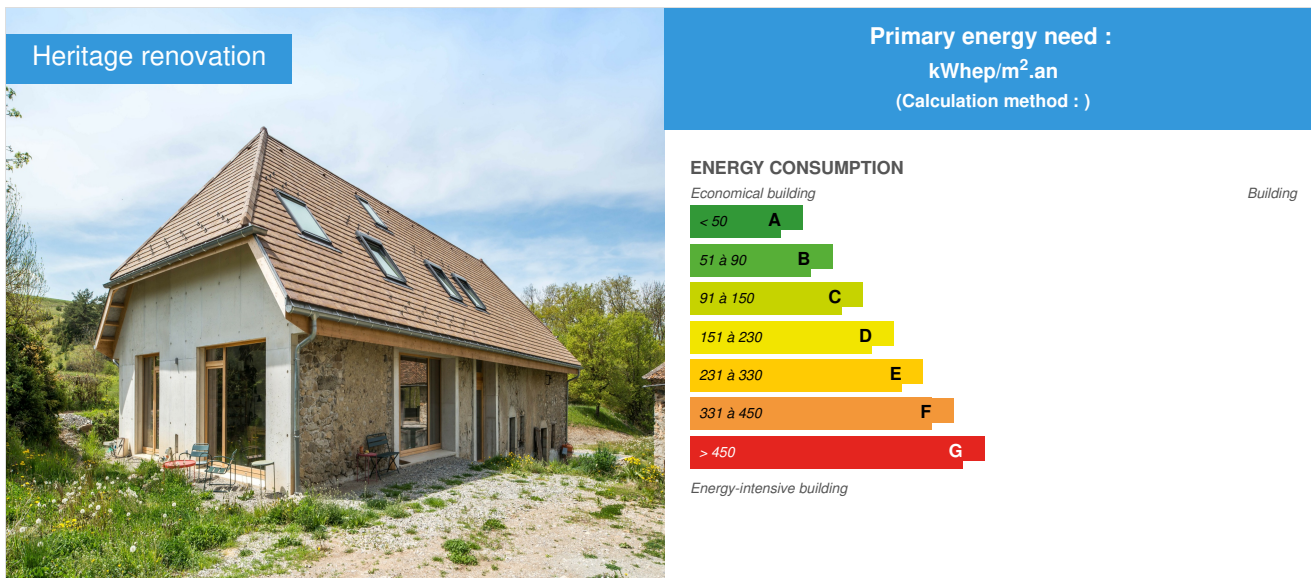 Heritage renovation
Primary energy need :
kWhep/m².an
(Calculation method : )
ENERGY CONSUMPTION
Economical building
Building
< 50 A
51 à 90 B
91 à 150 C
151 à 230 D
231 à 330 E
331 à 450 F
> 450 G
Energy-intensive building